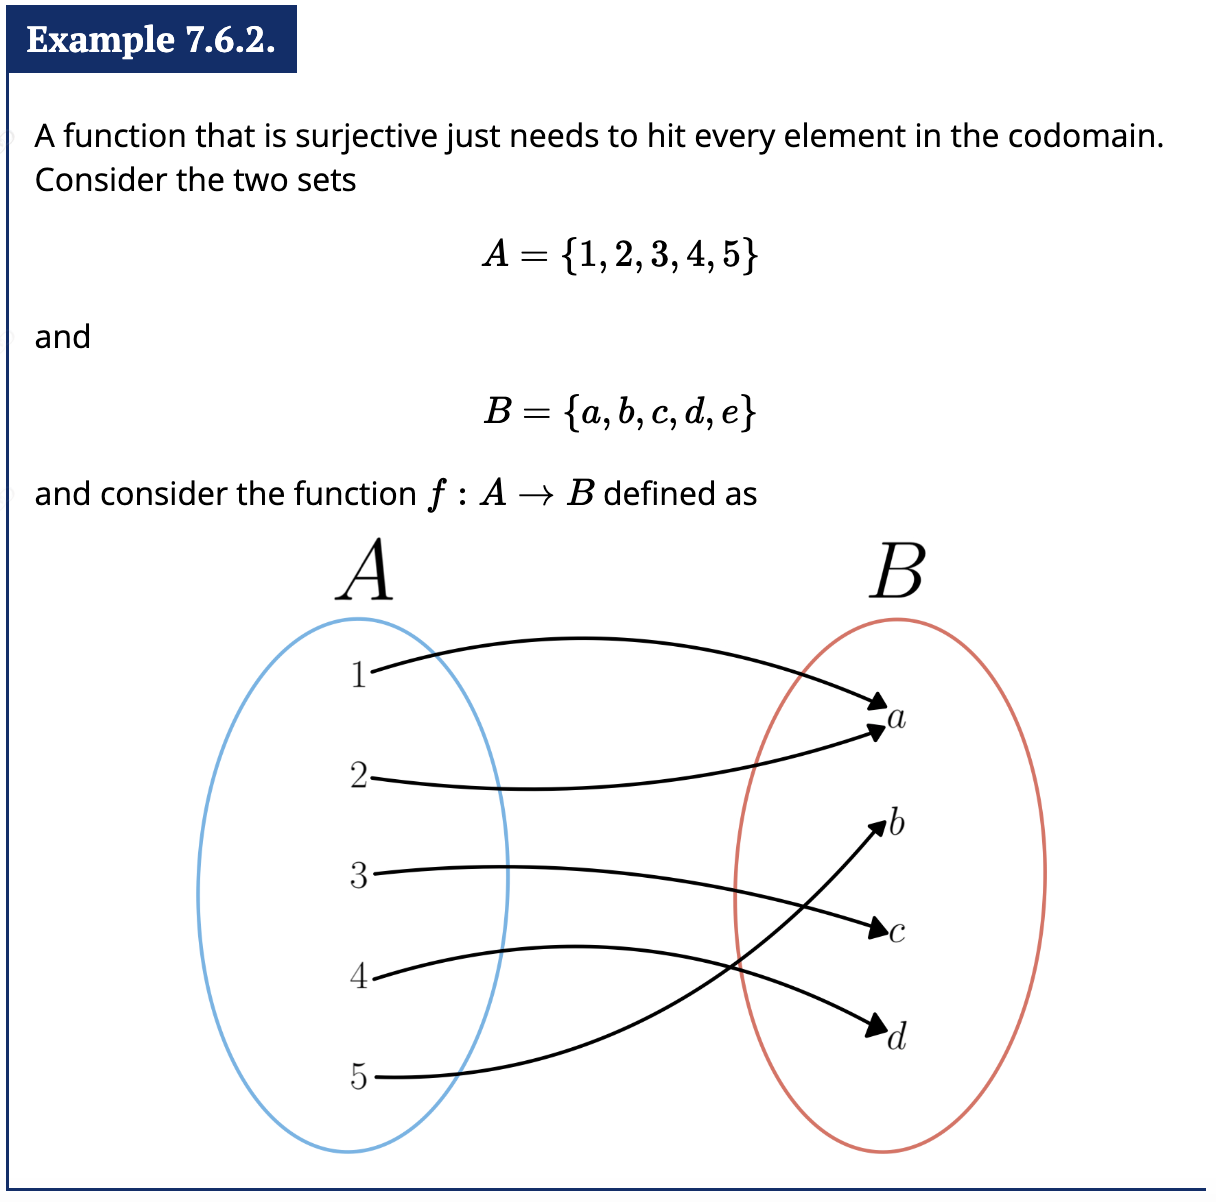 Example 7.6.2.
A function that is surjective just needs to hit every element in the codomain.
Consider the two sets
A = {1, 2, 3, 4, 5}
and
B = {a, b, c, d, e}
and consider the function f : A → B defined as
A B
1
a
2
b
3
c
4
d
5